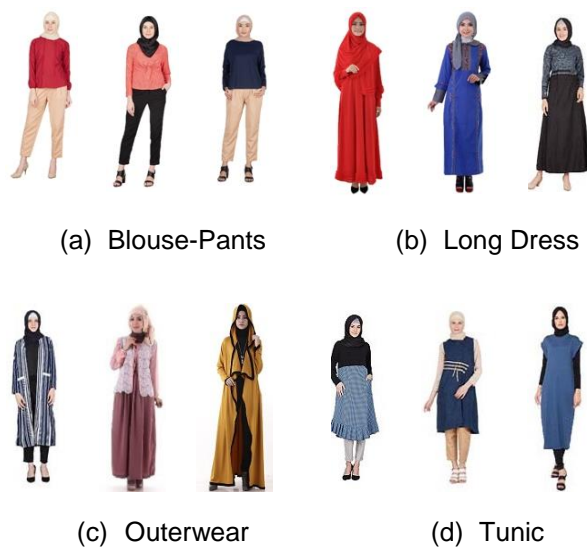 (a) Blouse-Pants
(b) Long Dress
(c) Outerwear
(d) Tunic